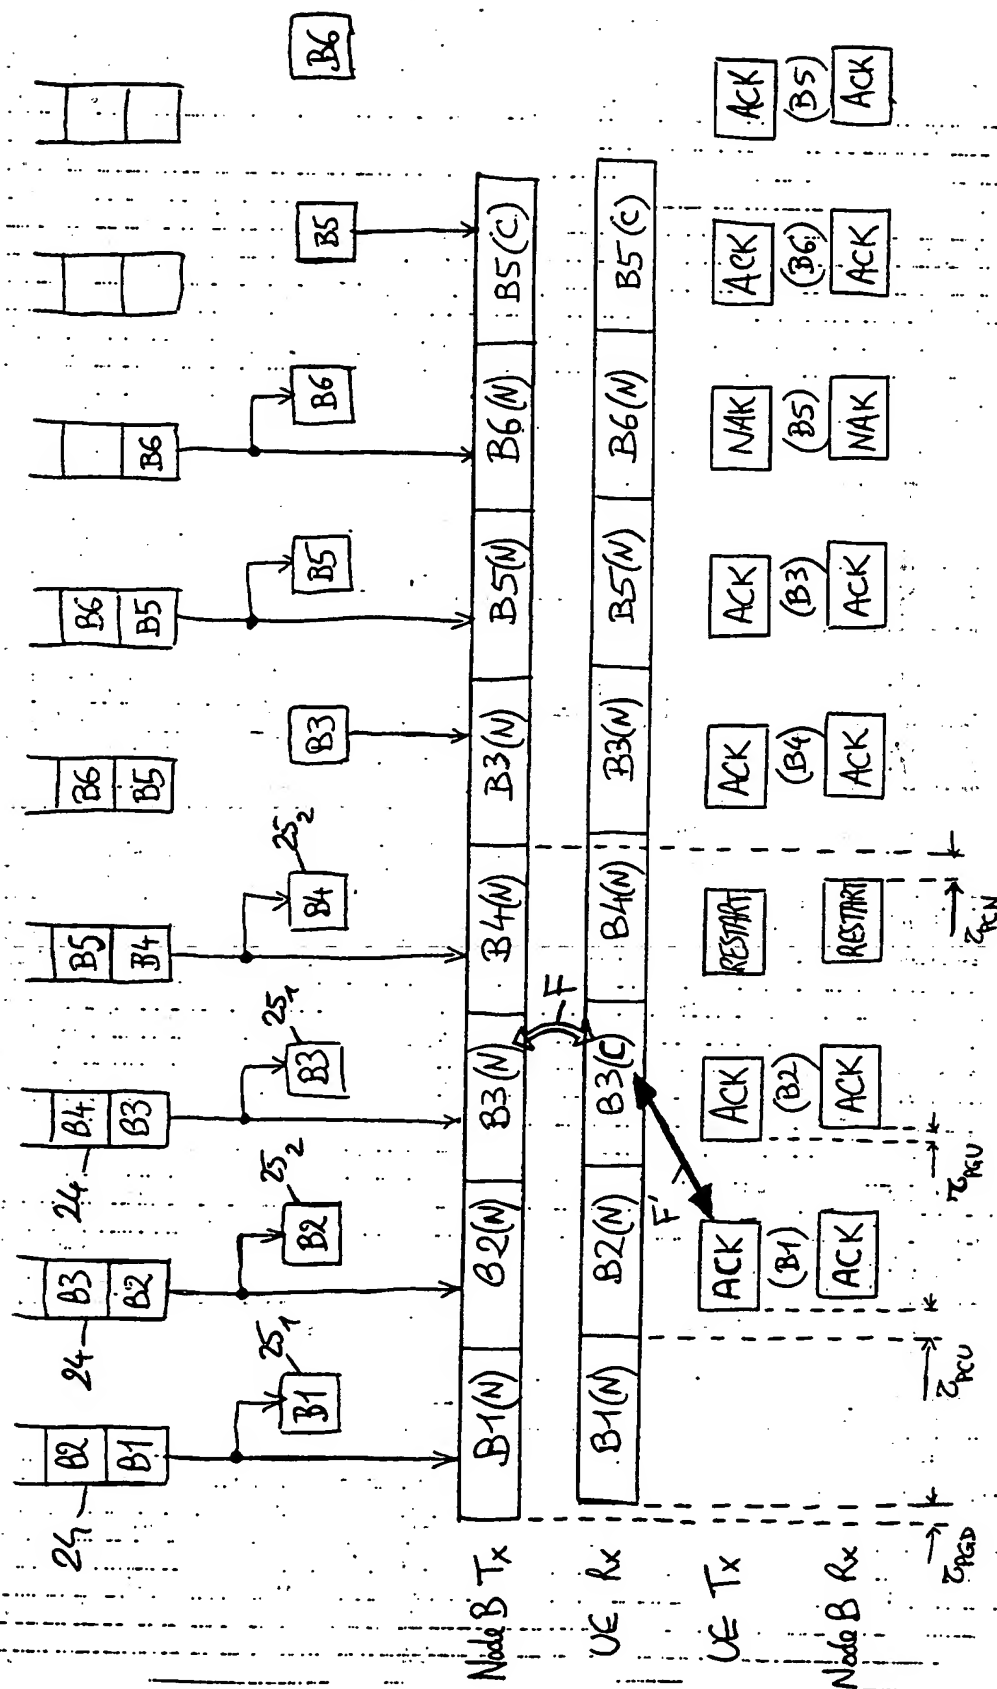 24 B2 24 B3 24 B4 B5 B6 B6
B1 B2 B3 B4 B5 B5 B6
25₁ 25₂ 25₁ 25₂
B1 B2 B3 B4 B3 B5 B6 B5 B6
Node B Tx B1(N) B2(N) B3(N) B4(N) B3(N) B5(N) B6(N) B5(C)
F
UE Rx B1(N) B2(N) B3(C) B4(N) B3(N) B5(N) B6(N) B5(C)
F'
UE Tx ACK ACK RESTART ACK ACK NAK ACK ACK
(B1) (B2) (B4) (B3) (B5) (B6) (B5)
Node B Rx ACK ACK RESTART ACK ACK NAK ACK ACK
τPGD τPCU τPGU τPCN